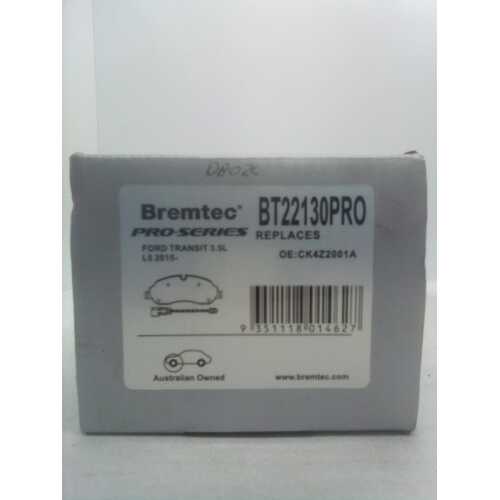 Bremtec®
PRO-SERIES
BT22130PRO
REPLACES
FORD TRANSIT 3.5L
L5 2015-
OE:CK4Z2001A
9 351118 014627
Australian Owned
www.bremtec.com